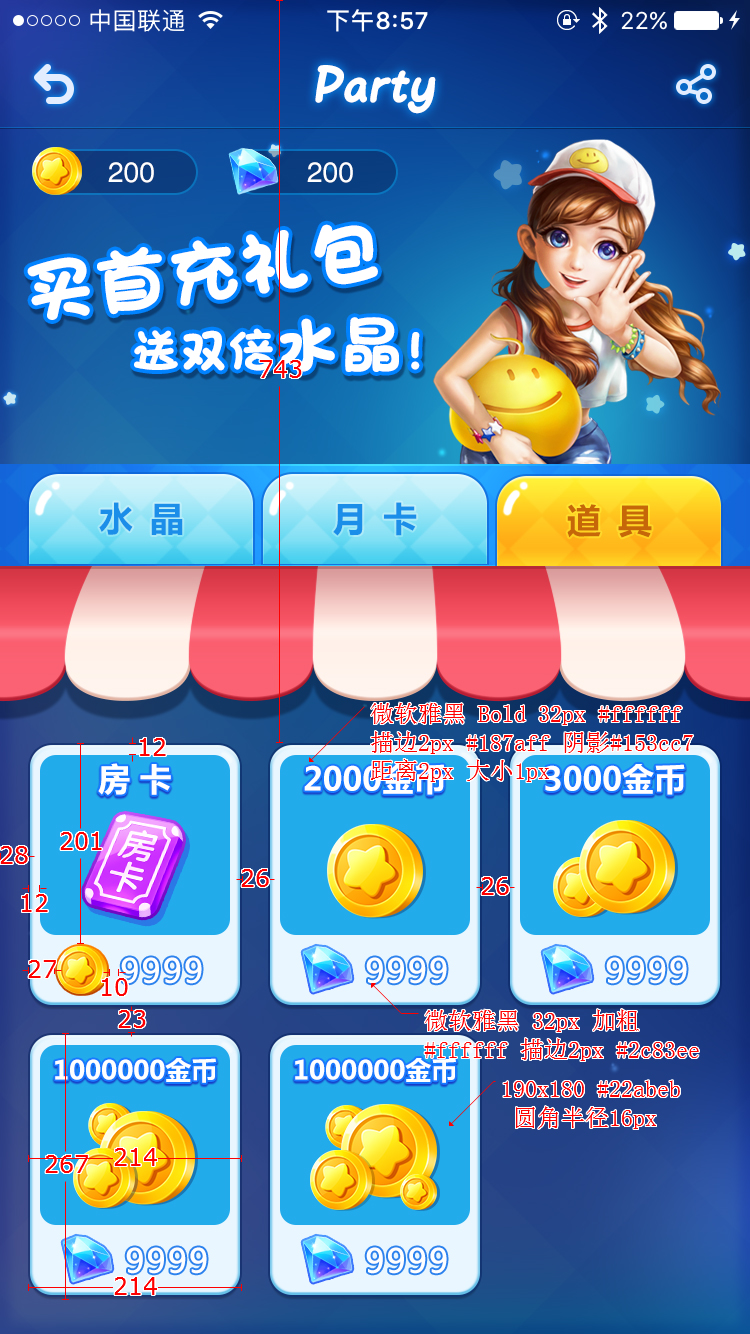 中国联通 下午8:57 22%
Party
200 200
买首充礼包
送双倍水晶!
743
水晶 月卡 道具
微软雅黑 Bold 32px #ffffff
描边2px #187aff 阴影#153cc7
距离2px 大小1px
12
房卡 2000金币 3000金币
201
房卡
28
26 26
12
27 9999 9999 9999
10
23
微软雅黑 32px 加粗
#ffffff 描边2px #2c83ee
1000000金币 1000000金币
190x180 #22abeb
圆角半径16px
267 214
9999 9999
214